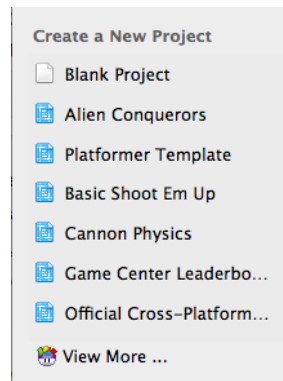 Create a New Project
Blank Project
Alien Conquerors
Platformer Template
Basic Shoot Em Up
Cannon Physics
Game Center Leaderbo...
Official Cross-Platform...
View More ...